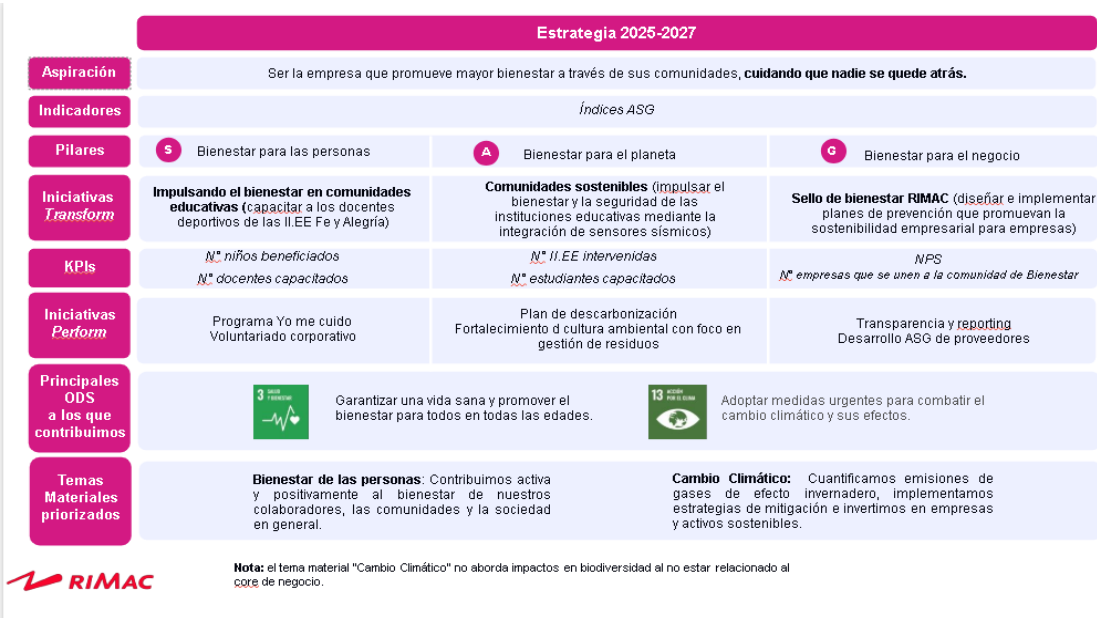 Estrategia 2025-2027
Aspiración
Ser la empresa que promueve mayor bienestar a través de sus comunidades, cuidando que nadie se quede atrás.
Indicadores
Índices ASG
Pilares
S
Bienestar para las personas
A
Bienestar para el planeta
G
Bienestar para el negocio
Iniciativas
Transform
Impulsando el bienestar en comunidades
educativas (capacitar a los docentes
deportivos de las II.EE Fe y Alegría)
Comunidades sostenibles (impulsar el
bienestar y la seguridad de las
instituciones educativas mediante la
integración de sensores sísmicos)
Sello de bienestar RIMAC (diseñar e implementar
planes de prevención que promuevan la
sostenibilidad empresarial para empresas)
KPIs
N° niños beneficiados
N° docentes capacitados
N° II.EE intervenidas
N° estudiantes capacitados
NPS
N° empresas que se unen a la comunidad de Bienestar
Iniciativas
Perform
Programa Yo me cuido
Voluntariado corporativo
Plan de descarbonización
Fortalecimiento d cultura ambiental con foco en
gestión de residuos
Transparencia y reporting
Desarrollo ASG de proveedores
Principales
ODS
a los que
contribuimos
3 SALUD
Y BIENESTAR
Garantizar una vida sana y promover el
bienestar para todos en todas las edades.
13 ACCIÓN
POR EL CLIMA
Adoptar medidas urgentes para combatir el
cambio climático y sus efectos.
Temas
Materiales
priorizados
Bienestar de las personas: Contribuimos activa
y positivamente al bienestar de nuestros
colaboradores, las comunidades y la sociedad
en general.
Cambio Climático: Cuantificamos emisiones de
gases de efecto invernadero, implementamos
estrategias de mitigación e invertimos en empresas
y activos sostenibles.
RIMAC
Nota: el tema material "Cambio Climático" no aborda impactos en biodiversidad al no estar relacionado al
core de negocio.